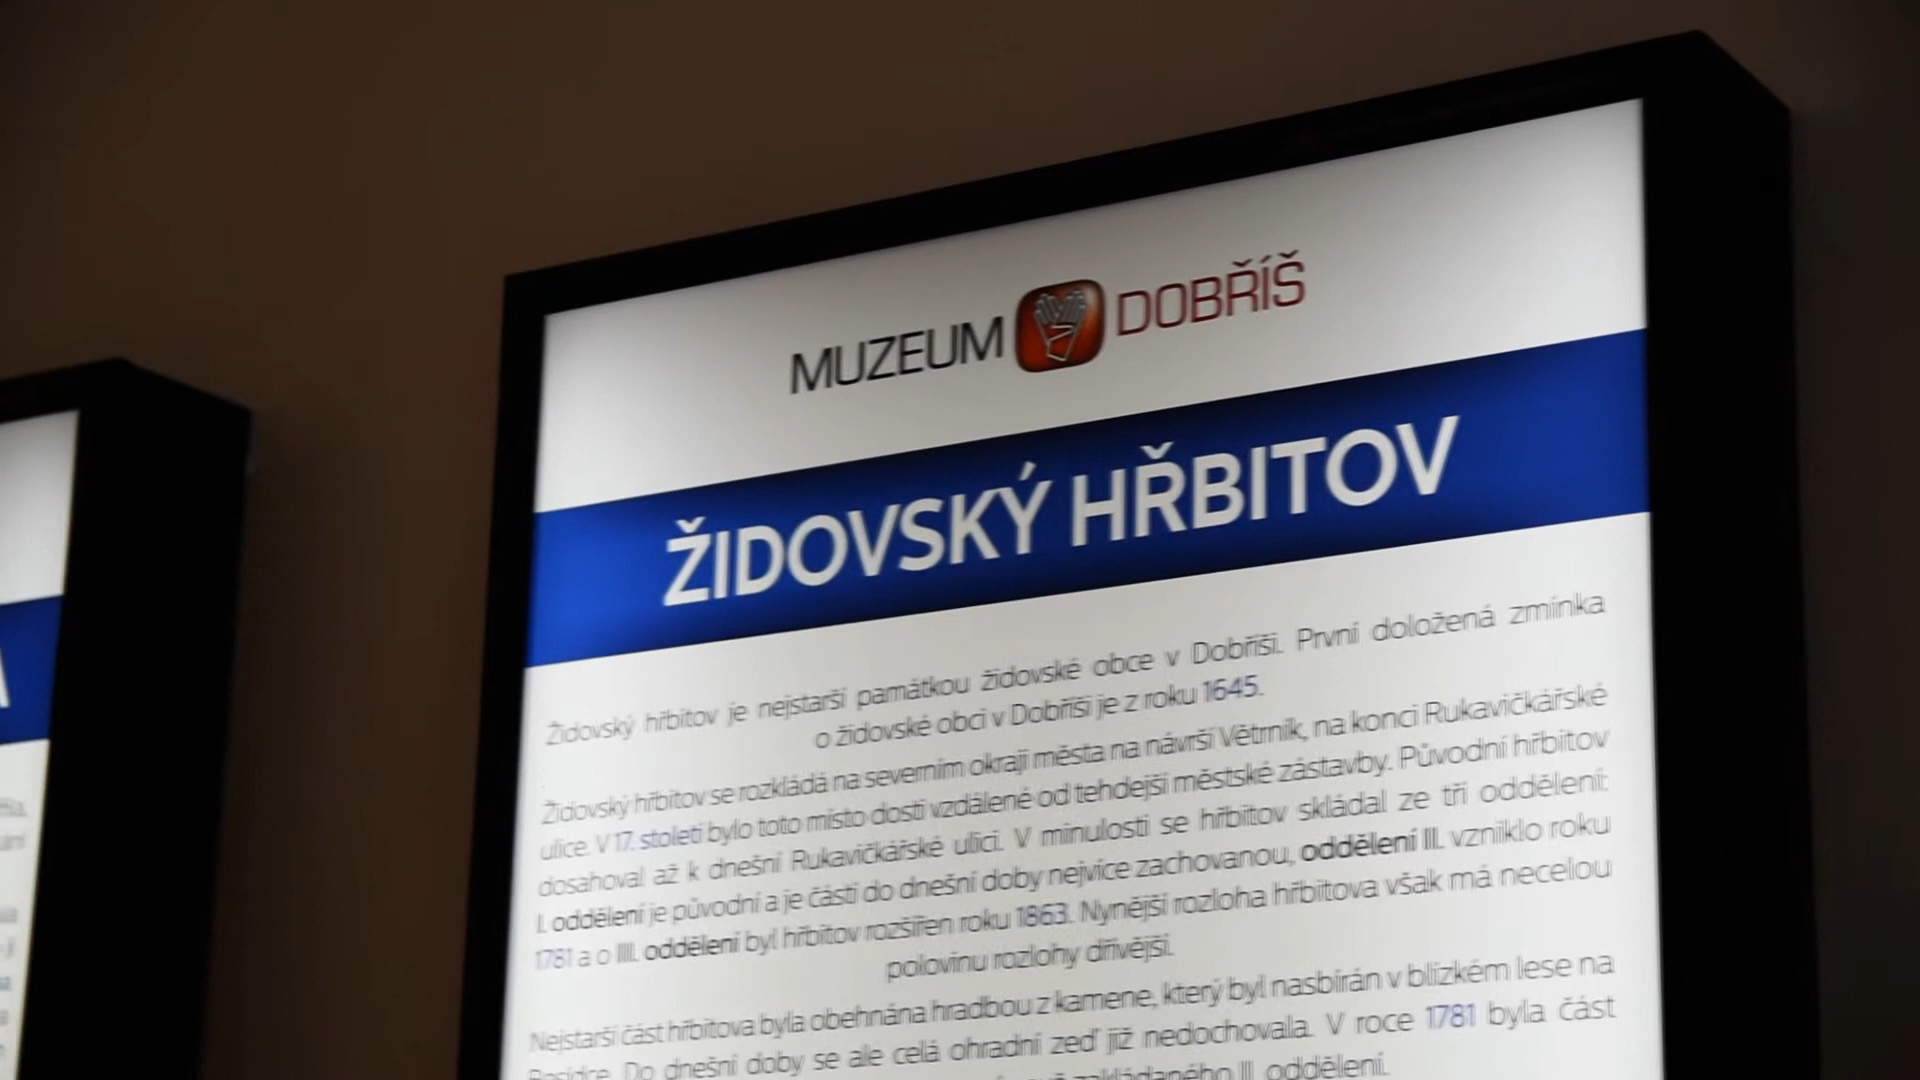 MUZEUM DOBŘÍŠ
ŽIDOVSKÝ HŘBITOV
Židovský hřbitov je nejstarší památkou židovské obce v Dobříši. První doložená zmínka
o židovské obci v Dobříši je z roku 1645.
Židovský hřbitov se rozkládá na severním okraji města na návrší Větrník, na konci Rukavičkářské
ulice. V 17. století bylo toto místo dosti vzdálené od tehdejší městské zástavby. Původní hřbitov
dosahoval až k dnešní Rukavičkářské ulici. V minulosti se hřbitov skládal ze tří oddělení:
I. oddělení je původní a je částí do dnešní doby nejvíce zachovanou, oddělení II. vzniklo roku
1781 a o III. oddělení byl hřbitov rozšířen roku 1863. Nynější rozloha hřbitova však má necelou
polovinu rozlohy dřívější.
Nejstarší část hřbitova byla obehnána hradbou z kamene, který byl nasbírán v blízkém lese na
Do dnešní doby se ale celá ohradní zeď již nedochovala. V roce 1781 byla část
zakládaného II. oddělení.